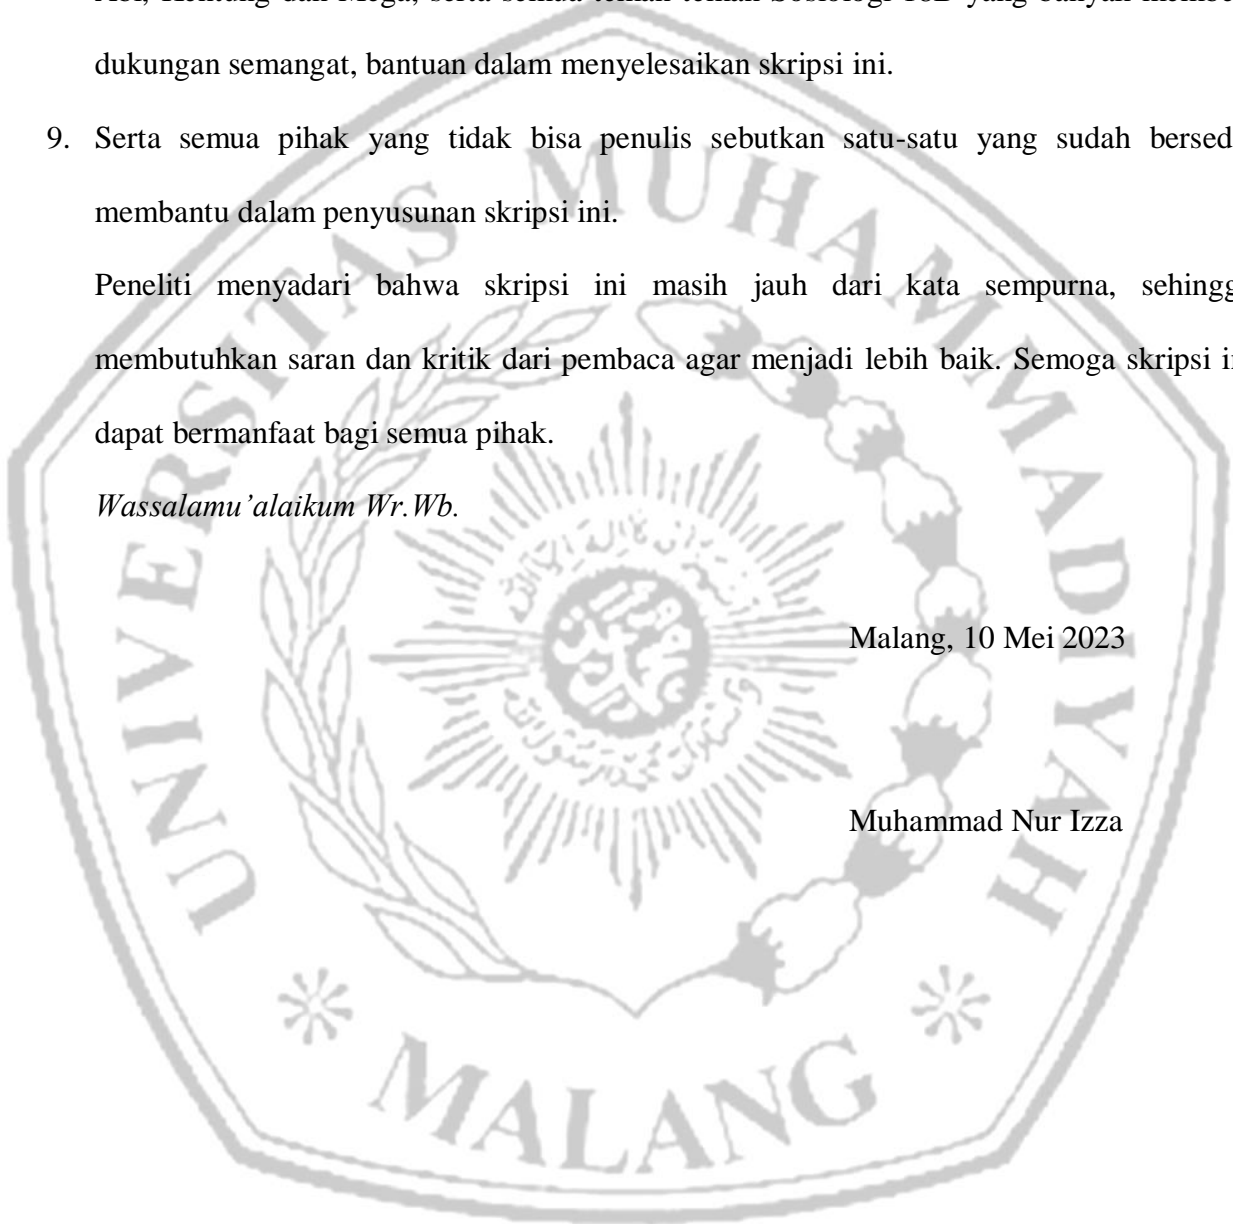 dukungan semangat, bantuan dalam menyelesaikan skripsi ini.
9. Serta semua pihak yang tidak bisa penulis sebutkan satu-satu yang sudah bersed
membantu dalam penyusunan skripsi ini.
Peneliti menyadari bahwa skripsi ini masih jauh dari kata sempurna, sehingg
membutuhkan saran dan kritik dari pembaca agar menjadi lebih baik. Semoga skripsi in
dapat bermanfaat bagi semua pihak.
Wassalamu’alaikum Wr.Wb.
Malang, 10 Mei 2023
Muhammad Nur Izza
UNIVERSITAS MUHAMMADIYAH
MALANG